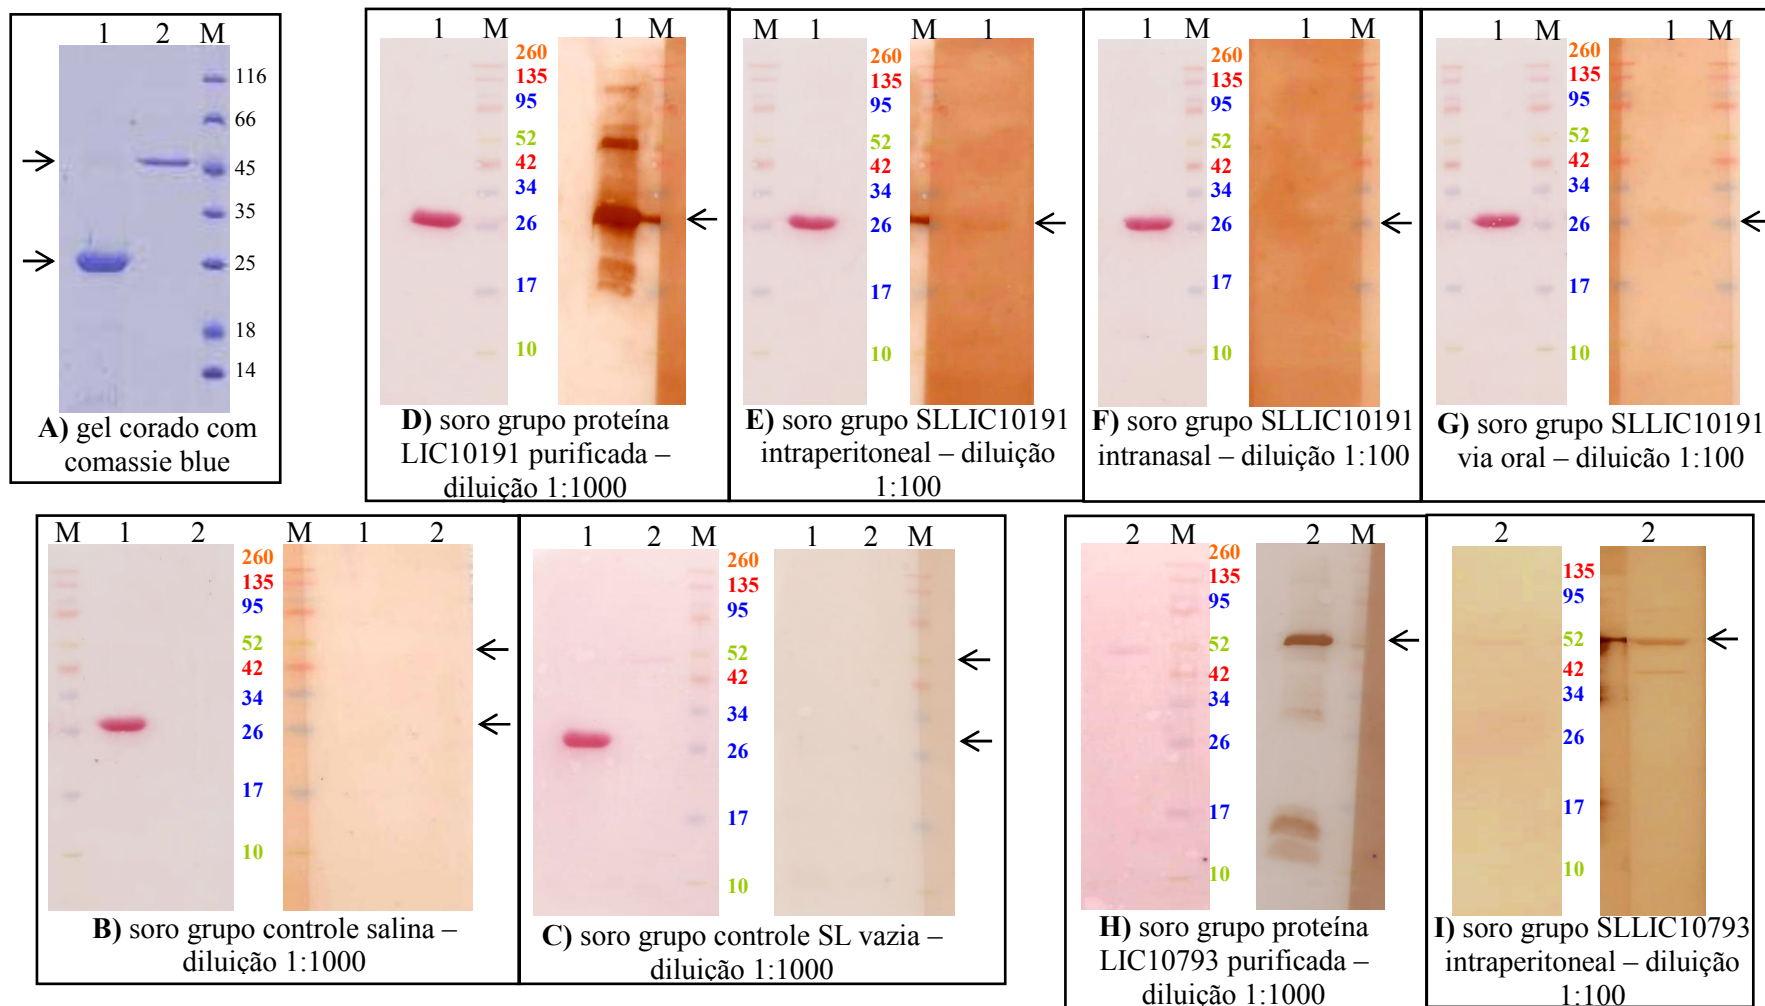 1 2 M
116
66
45
35
25
18
14
A) gel corado com
comassie blue
1 M 1 M
260
135
95
52
42
34
26
17
10
D) soro grupo proteína
LIC10191 purificada –
diluição 1:1000
M 1 M 1
260
135
95
52
42
34
26
17
10
E) soro grupo SLLIC10191
intraperitoneal – diluição
1:100
1 M 1 M
260
135
95
52
42
34
26
17
10
F) soro grupo SLLIC10191
intranasal – diluição 1:100
1 M 1 M
260
135
95
52
42
34
26
17
10
G) soro grupo SLLIC10191
via oral – diluicão 1:100
M 1 2 M 1 2
260
135
95
52
42
34
26
17
10
B) soro grupo controle salina –
diluição 1:1000
1 2 M 1 2 M
260
135
95
52
42
34
26
17
10
C) soro grupo controle SL vazia –
diluição 1:1000
2 M 2 M
260
135
95
52
42
34
26
17
10
H) soro grupo proteína
LIC10793 purificada –
diluição 1:1000
2 2
135
95
52
42
34
26
17
10
I) soro grupo SLLIC10793
intraperitoneal – diluição
1:100